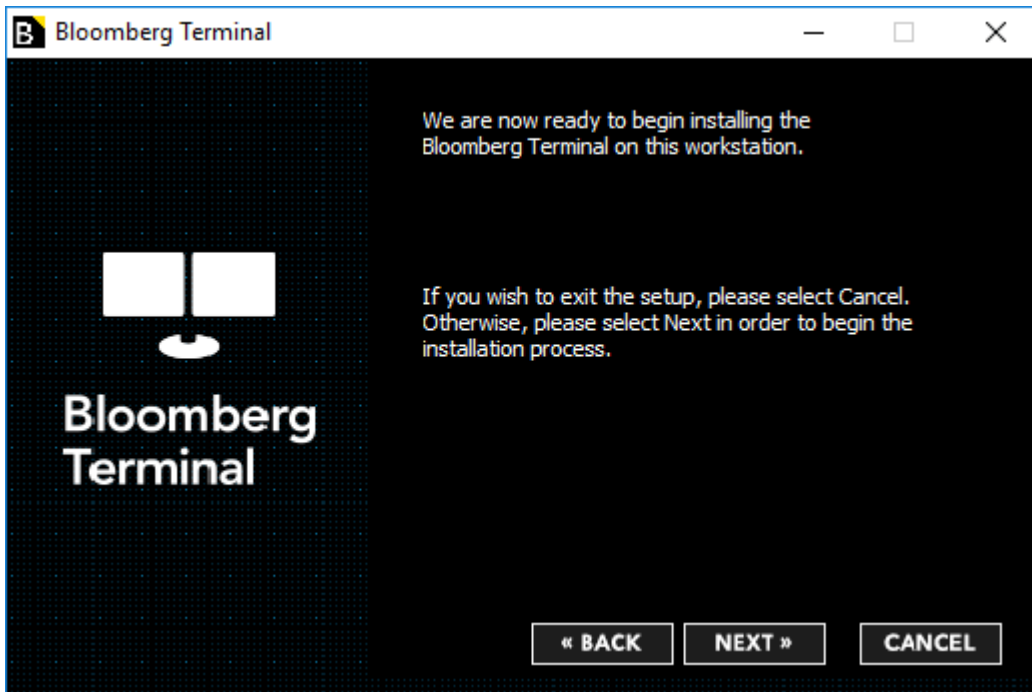 Bloomberg Terminal
We are now ready to begin installing the
Bloomberg Terminal on this workstation.
If you wish to exit the setup, please select Cancel.
Otherwise, please select Next in order to begin the
installation process.
Bloomberg
Terminal
« BACK
NEXT »
CANCEL